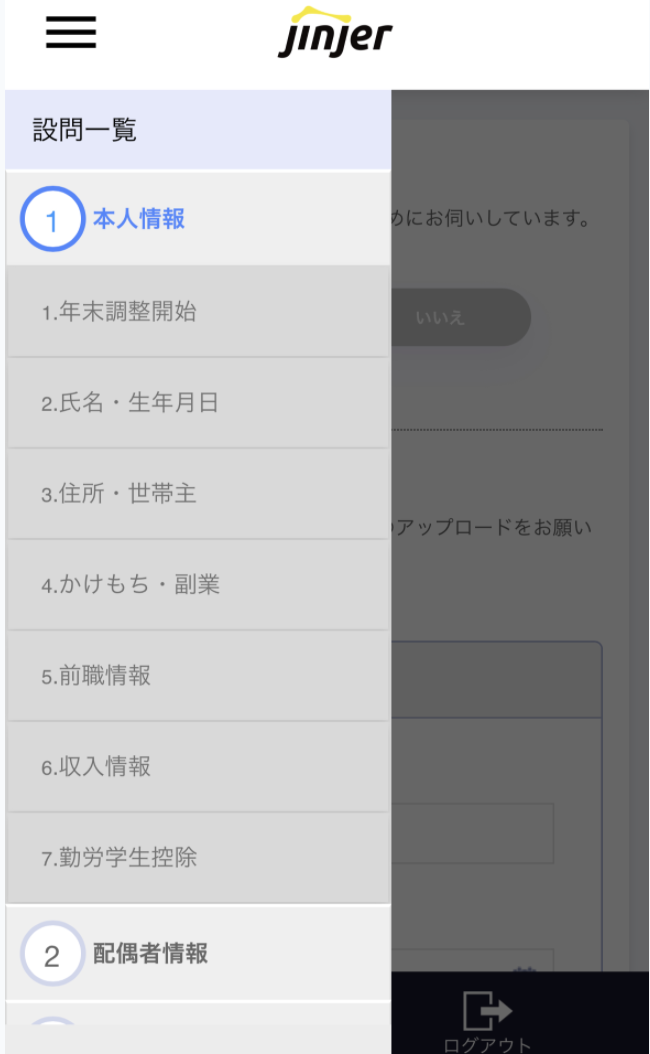 jinjer
設問一覧
1 本人情報
めにお伺いしています。
1.年末調整開始
いいえ
2.氏名・生年月日
3.住所・世帯主
アップロードをお願い
4.かけもち・副業
5.前職情報
6.収入情報
7.勤労学生控除
2 配偶者情報
ログアウト